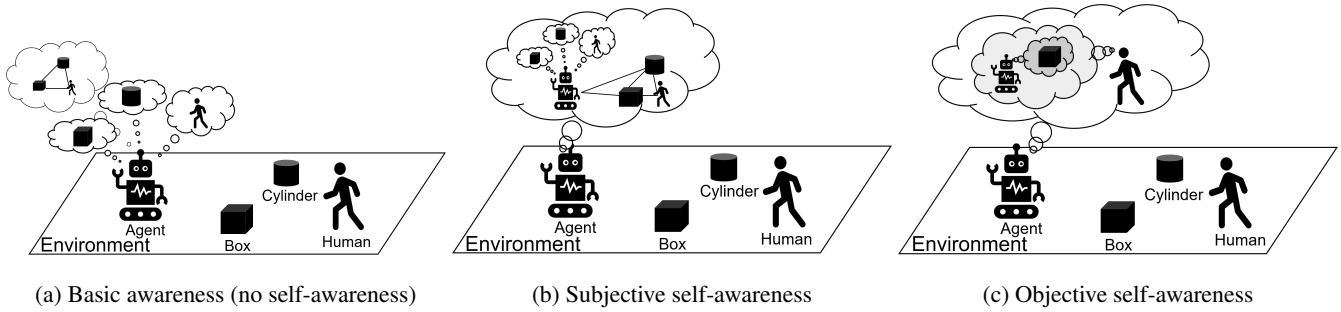 Cylinder
Agent
Environment
Box
Human
(a) Basic awareness (no self-awareness)
Cylinder
Agent
Environment
Box
Human
(b) Subjective self-awareness
Cylinder
Agent
Environment
Box
Human
(c) Objective self-awareness